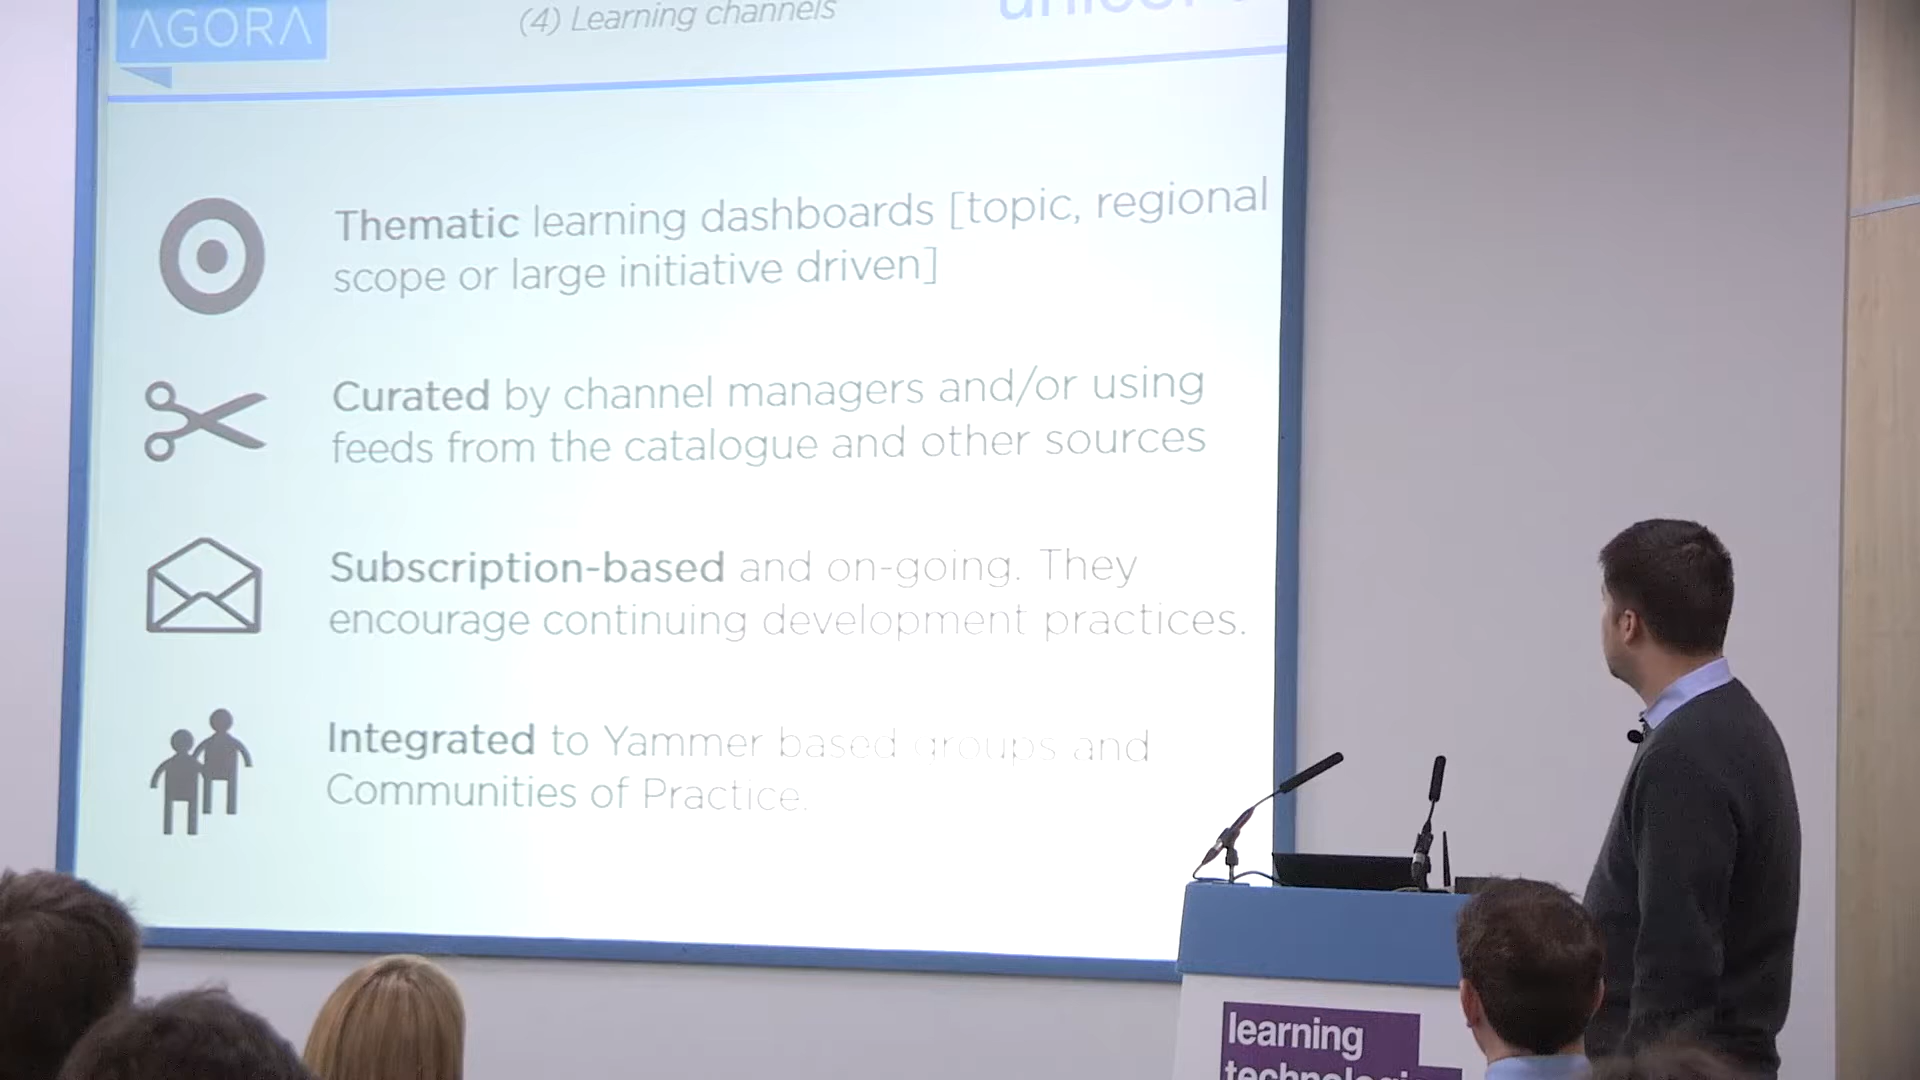 AGORA
(4) Learning channels
Thematic learning dashboards [topic, regional
scope or large initiative driven]
Curated by channel managers and/or using
feeds from the catalogue and other sources
Subscription-based and on-going. They
encourage continuing development practices.
Integrated to Yammer based groups and
Communities of Practice.
learning